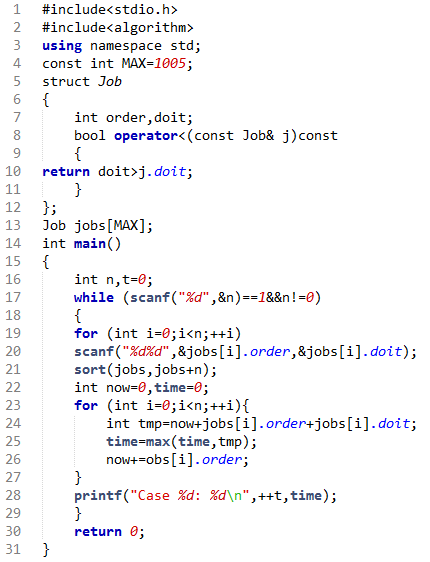 1 #include<stdio.h>
2 #include<algorithm>
3 using namespace std;
4 const int MAX=1005;
5 struct Job
6 {
7     int order,doit;
8     bool operator<(const Job& j)const
9     {
10 return doit>j.doit;
11     }
12 };
13 Job jobs[MAX];
14 int main()
15 {
16     int n,t=0;
17     while (scanf("%d",&n)==1&&n!=0)
18     {
19     for (int i=0;i<n;++i)
20     scanf("%d%d",&jobs[i].order,&jobs[i].doit);
21     sort(jobs,jobs+n);
22     int now=0,time=0;
23     for (int i=0;i<n;++i){
24         int tmp=now+jobs[i].order+jobs[i].doit;
25         time=max(time,tmp);
26         now+=obs[i].order;
27     }
28     printf("Case %d: %d\n",++t,time);
29     }
30     return 0;
31 }